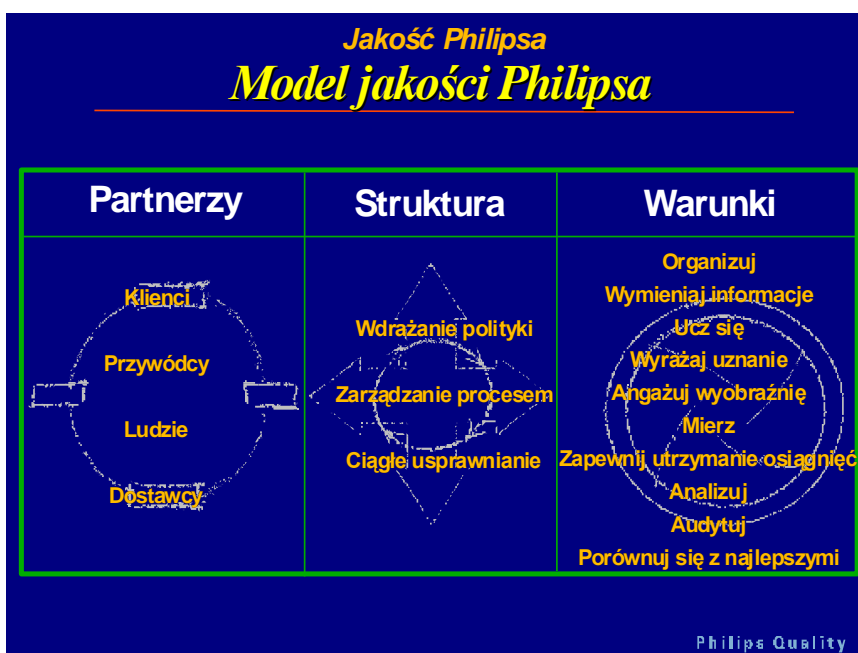 Jakość Philipsa
Model jakości Philipsa
Partnerzy
Klienci
Przywódcy
Ludzie
Dostawcy
Struktura
Wdrażanie polityki
Zarządzanie procesem
Ciągłe usprawnianie
Warunki
Organizuj
Wymieniaj informacje
Ucz się
Wyrażaj uznanie
Angażuj wyobraźnię
Mierz
Zapewnij utrzymanie osiągnięć
Analizuj
Audytuj
Porównuj się z najlepszymi
Philips Quality